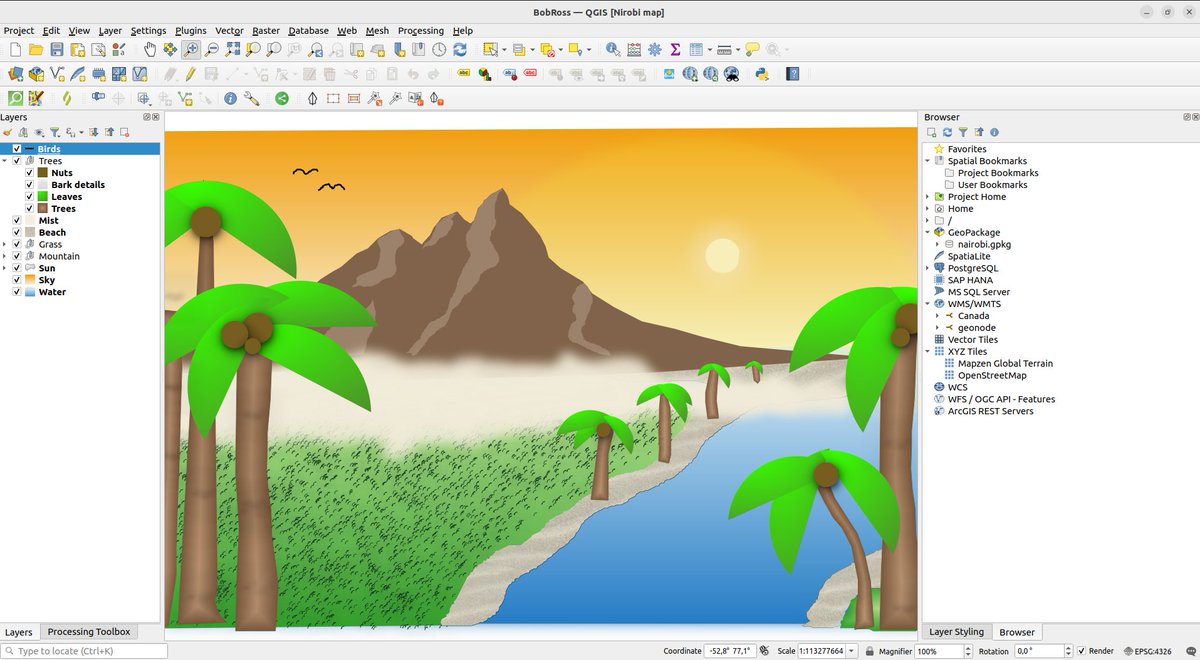 BobRoss — QGIS [Nirobi map]
Project Edit View Layer Settings Plugins Vector Raster Database Web Mesh Processing Help
Layers
Birds
Trees
Nuts
Bark details
Leaves
Trees
Mist
Beach
Grass
Mountain
Sun
Sky
Water
Layers Processing Toolbox
Browser
Favorites
Spatial Bookmarks
Project Bookmarks
User Bookmarks
Project Home
Home
/
GeoPackage
nairobi.gpkg
SpatiaLite
PostgreSQL
SAP HANA
MS SQL Server
WMS/WMTS
Canada
geonode
Vector Tiles
XYZ Tiles
Mapzen Global Terrain
OpenStreetMap
WCS
WFS / OGC API - Features
ArcGIS REST Servers
Layer Styling Browser
Type to locate (Ctrl+K) Coordinate -52,8° 77,1° Scale 1:113277664 Magnifier 100% Rotation 0,0° Render EPSG:4326